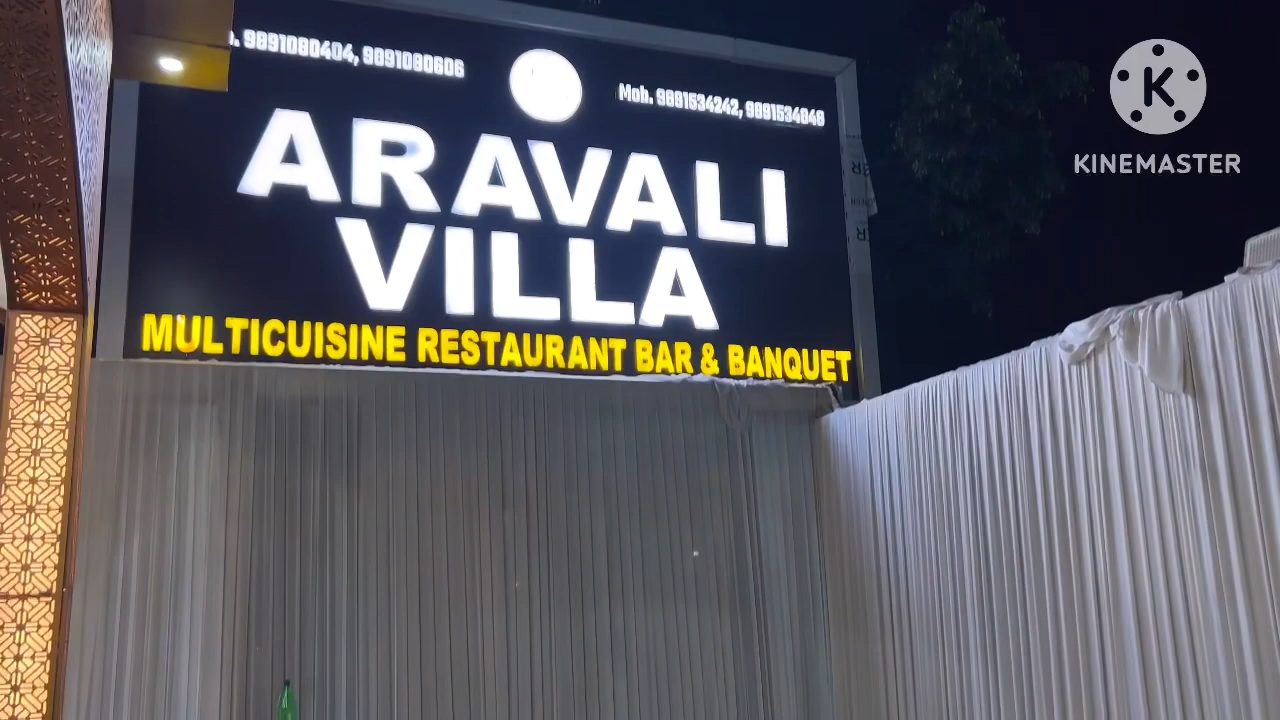 . 9891080404, 9891080606
Mob. 9891534242, 9891534848
ARAVALI
VILLA
MULTICUISINE RESTAURANT BAR & BANQUET
K
KINEMASTER